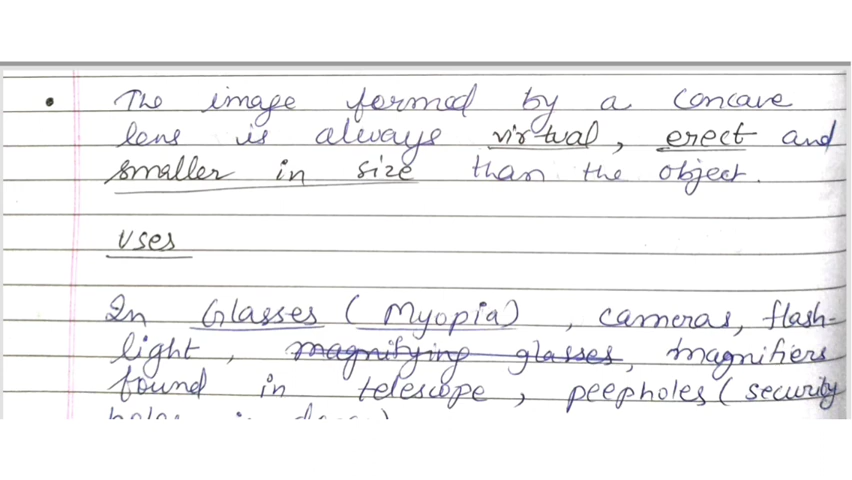 • The image formed by a concave
lens is always virtual, erect and
smaller in size than the object.
Uses
In Glasses (Myopia), cameras, flash-
light, magnifying glasses, magnifiers
found in telescope, peepholes (security